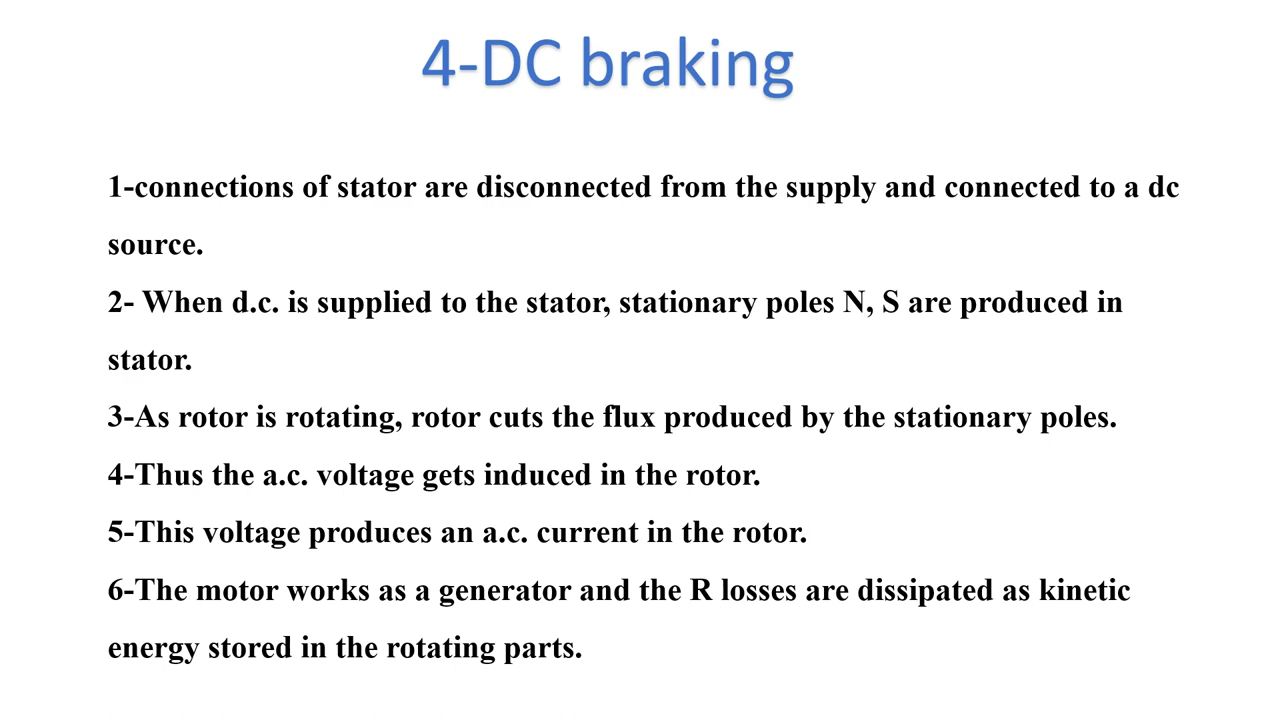 4-DC braking
1-connections of stator are disconnected from the supply and connected to a dc
source.
2- When d.c. is supplied to the stator, stationary poles N, S are produced in
stator.
3-As rotor is rotating, rotor cuts the flux produced by the stationary poles.
4-Thus the a.c. voltage gets induced in the rotor.
5-This voltage produces an a.c. current in the rotor.
6-The motor works as a generator and the R losses are dissipated as kinetic
energy stored in the rotating parts.